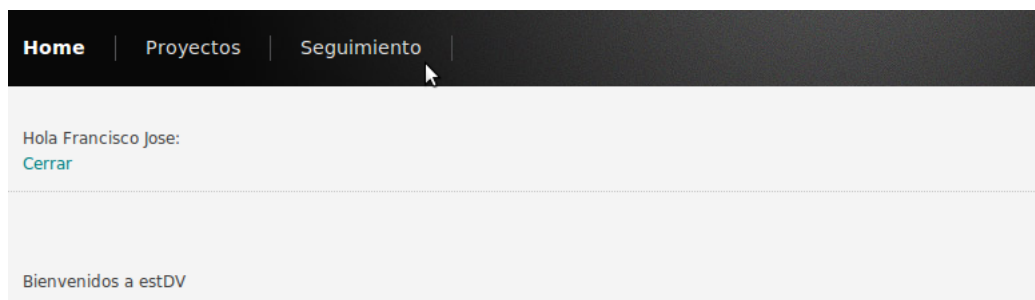 Home Proyectos Seguimiento
Hola Francisco Jose:
Cerrar
Bienvenidos a estDV